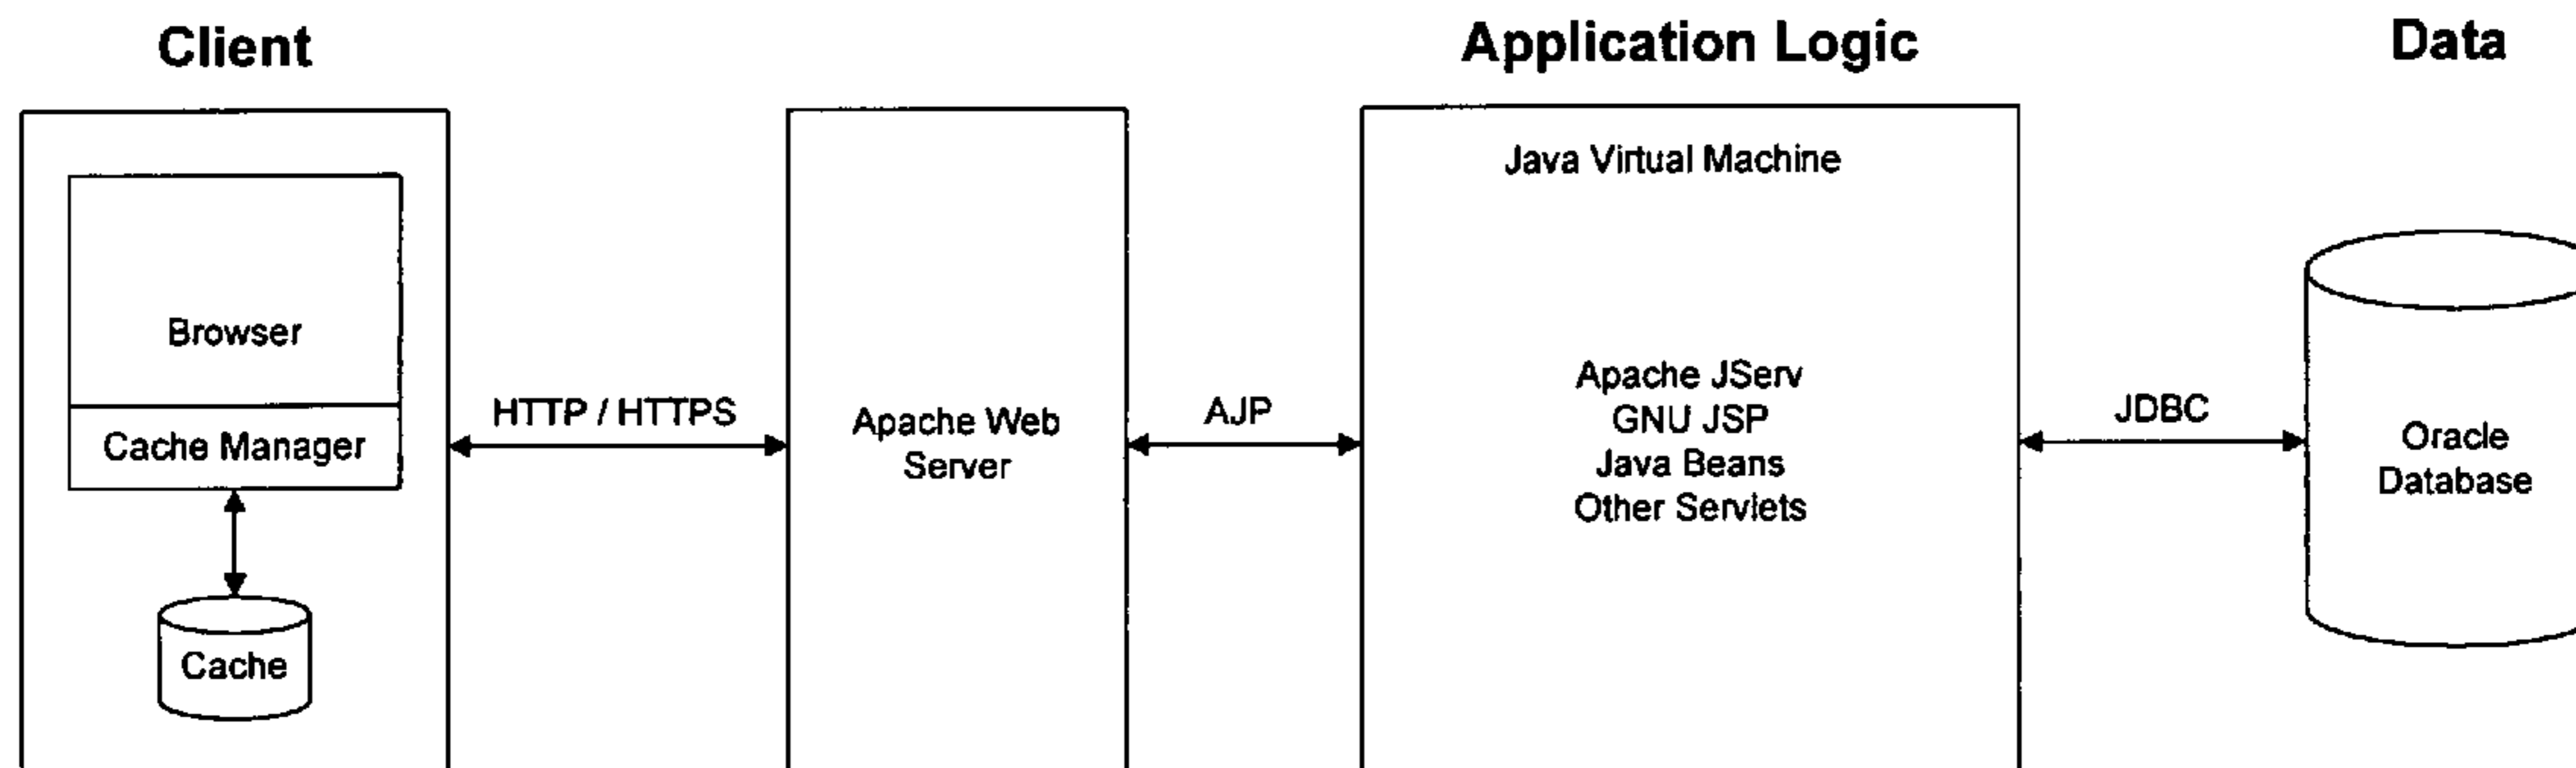 Client
Application Logic
Data
Java Virtual Machine
Browser
Cache Manager
Cache
HTTP / HTTPS
Apache Web
Server
AJP
Apache JServ
GNU JSP
Java Beans
Other Servlets
JDBC
Oracle
Database